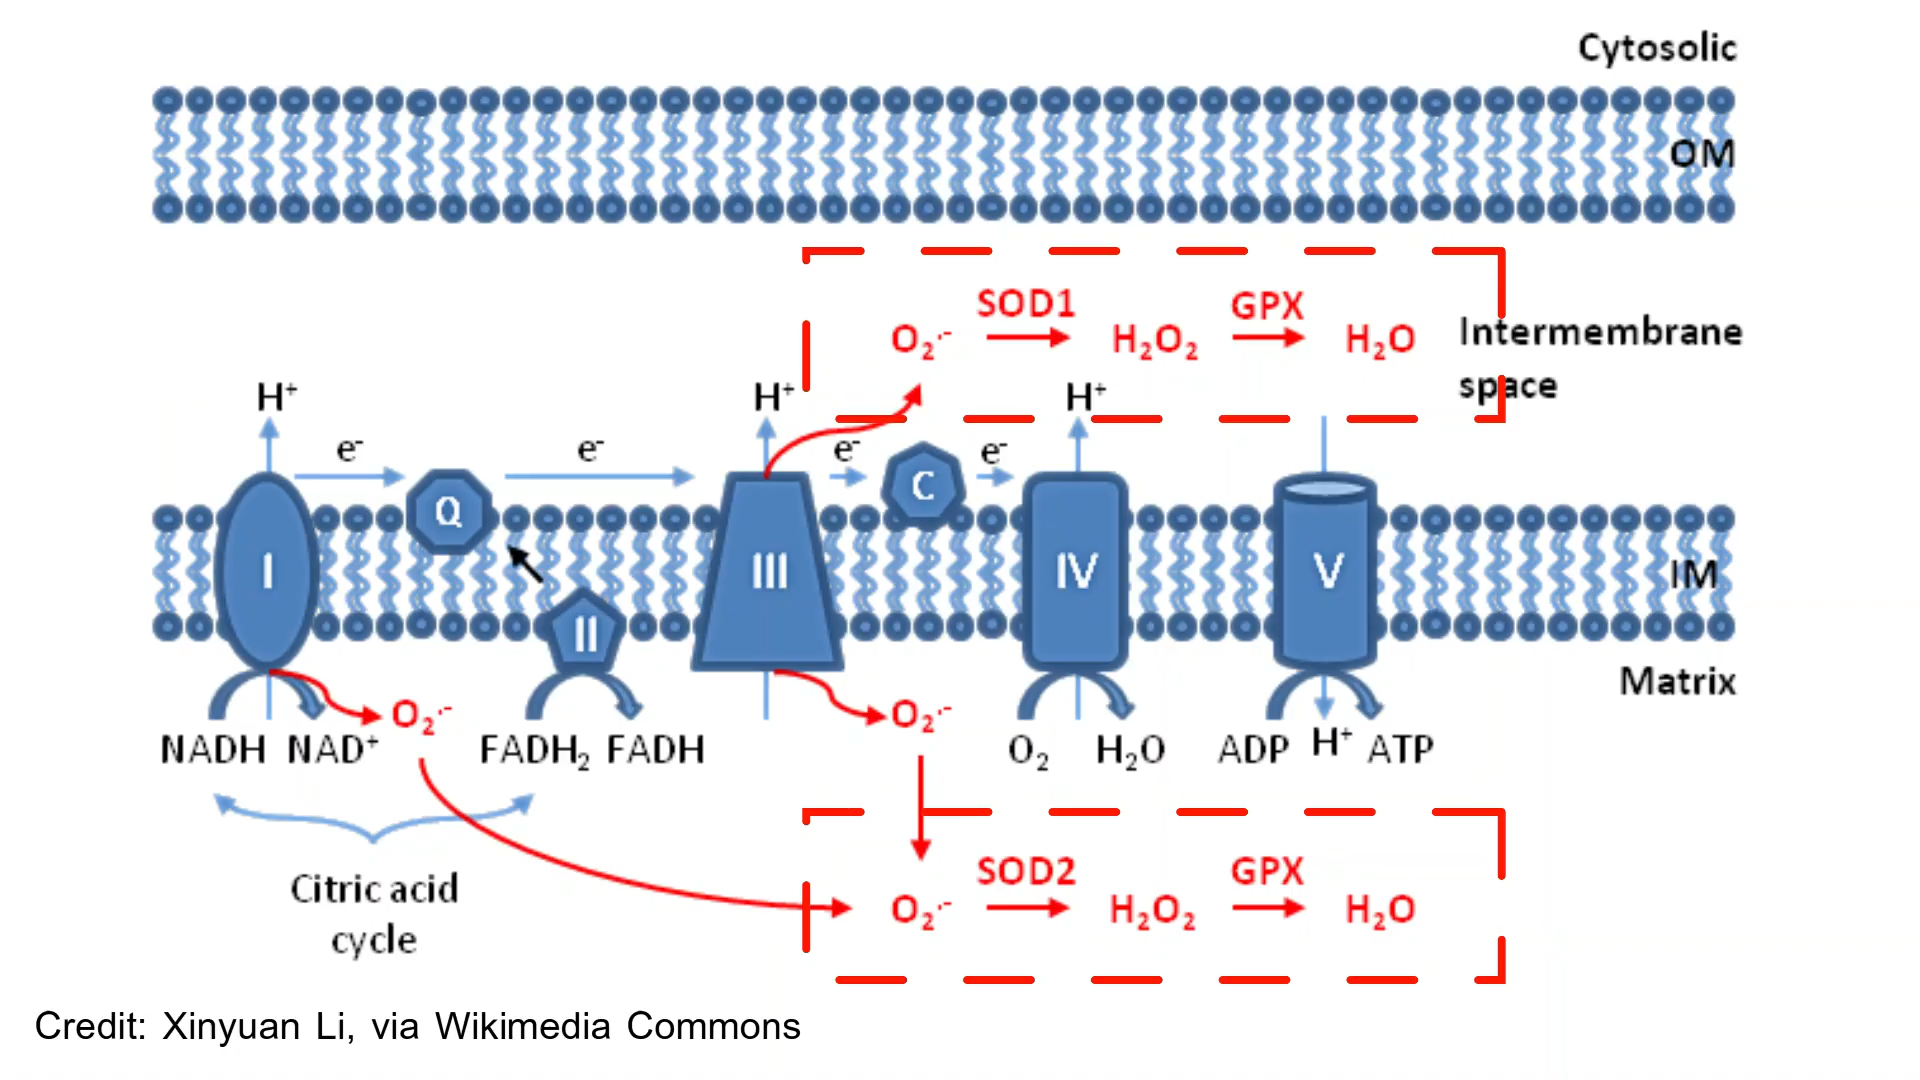 Cytosolic
OM
SOD1 GPX
O₂·⁻ H₂O₂ H₂O
Intermembrane
space
H⁺ H⁺ H⁺
e⁻ e⁻ e⁻ e⁻
Q C
I III IV V IM
II
Matrix
O₂·⁻ O₂·⁻
NADH NAD⁺ FADH₂ FADH O₂ H₂O ADP H⁺ ATP
SOD2 GPX
O₂·⁻ H₂O₂ H₂O
Citric acid
cycle
Credit: Xinyuan Li, via Wikimedia Commons